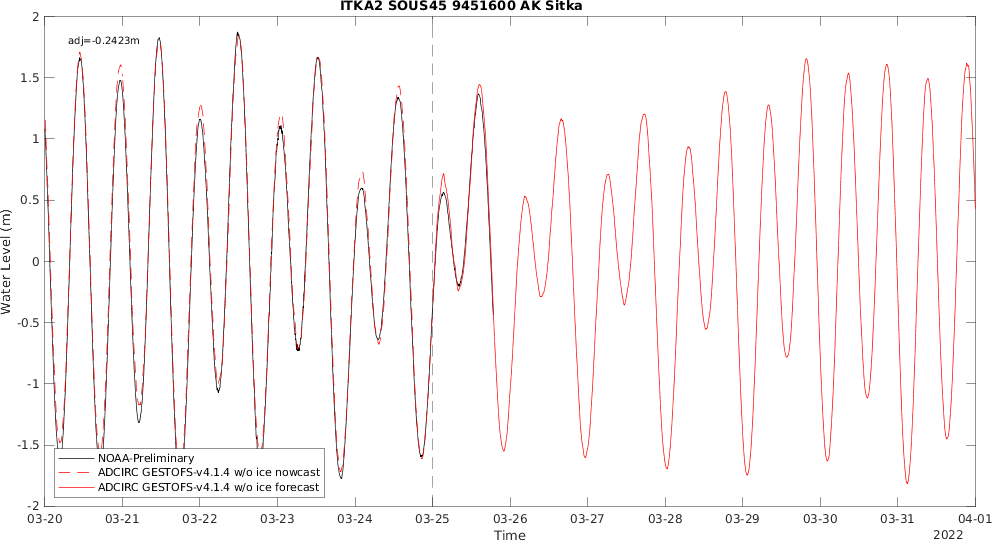 ITKA2 SOUS45 9451600 AK Sitka
adj=-0.2423m
2
1.5
1
0.5
0
-0.5
-1
-1.5
-2
Water Level (m)
NOAA-Preliminary
ADCIRC GESTOFS-v4.1.4 w/o ice nowcast
ADCIRC GESTOFS-v4.1.4 w/o ice forecast
03-20 03-21 03-22 03-23 03-24 03-25 03-26 03-27 03-28 03-29 03-30 03-31 04-01
Time
2022